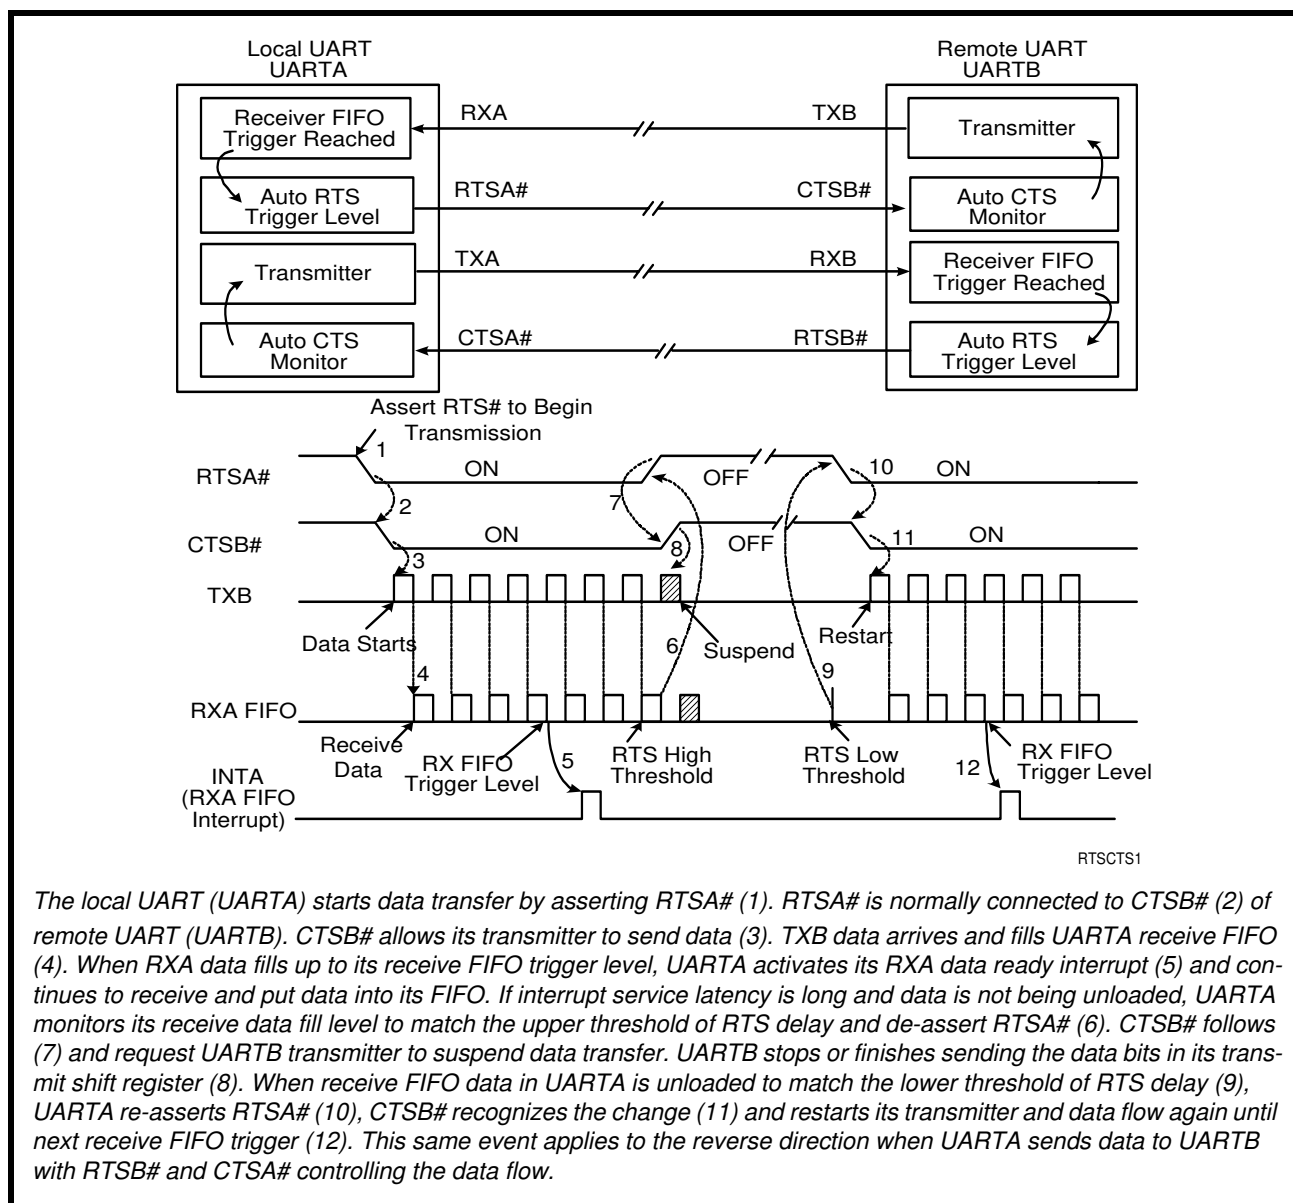 Local UART
UARTA
Remote UART
UARTB
Receiver FIFO
Trigger Reached
RXA
TXB
Transmitter
Auto RTS
Trigger Level
RTSA#
CTSB#
Auto CTS
Monitor
Transmitter
TXA
RXB
Receiver FIFO
Trigger Reached
Auto CTS
Monitor
CTSA#
RTSB#
Auto RTS
Trigger Level
Assert RTS# to Begin
Transmission
RTSA#
1
ON
7
OFF
10
ON
2
CTSB#
ON
8
OFF
11
ON
3
TXB
Data Starts
6
Suspend
Restart
4
9
RXA FIFO
Receive
Data
RX FIFO
Trigger Level
5
RTS High
Threshold
RTS Low
Threshold
12
RX FIFO
Trigger Level
INTA
(RXA FIFO
Interrupt)
RTSCTS1
The local UART (UARTA) starts data transfer by asserting RTSA# (1). RTSA# is normally connected to CTSB# (2) of
remote UART (UARTB). CTSB# allows its transmitter to send data (3). TXB data arrives and fills UARTA receive FIFO
(4). When RXA data fills up to its receive FIFO trigger level, UARTA activates its RXA data ready interrupt (5) and con-
tinues to receive and put data into its FIFO. If interrupt service latency is long and data is not being unloaded, UARTA
monitors its receive data fill level to match the upper threshold of RTS delay and de-assert RTSA# (6). CTSB# follows
(7) and request UARTB transmitter to suspend data transfer. UARTB stops or finishes sending the data bits in its trans-
mit shift register (8). When receive FIFO data in UARTA is unloaded to match the lower threshold of RTS delay (9),
UARTA re-asserts RTSA# (10), CTSB# recognizes the change (11) and restarts its transmitter and data flow again until
next receive FIFO trigger (12). This same event applies to the reverse direction when UARTA sends data to UARTB
with RTSB# and CTSA# controlling the data flow.